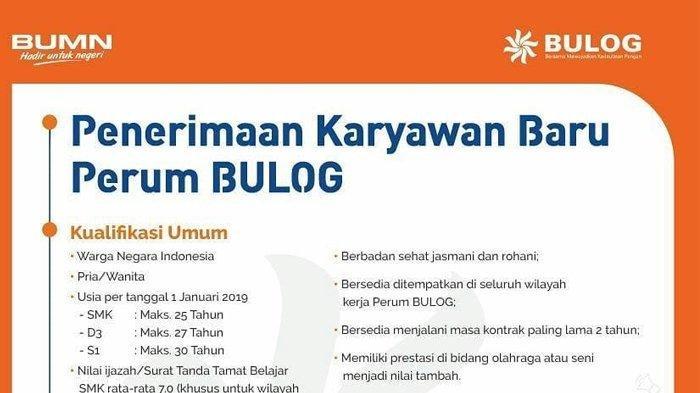 BUMN
Hadir untuk negeri
BULOG
Bersama Mewujudkan Kedaulatan Pangan
Penerimaan Karyawan Baru
Perum BULOG
Kualifikasi Umum
• Warga Negara Indonesia
• Pria/Wanita
• Usia per tanggal 1 Januari 2019
- SMK : Maks. 25 Tahun
- D3 : Maks. 27 Tahun
- S1 : Maks. 30 Tahun
• Nilai ijazah/Surat Tanda Tamat Belajar
SMK rata-rata 7.0 (khusus untuk wilayah
• Berbadan sehat jasmani dan rohani;
• Bersedia ditempatkan di seluruh wilayah
kerja Perum BULOG;
• Bersedia menjalani masa kontrak paling lama 2 tahun;
• Memiliki prestasi di bidang olahraga atau seni
menjadi nilai tambah.